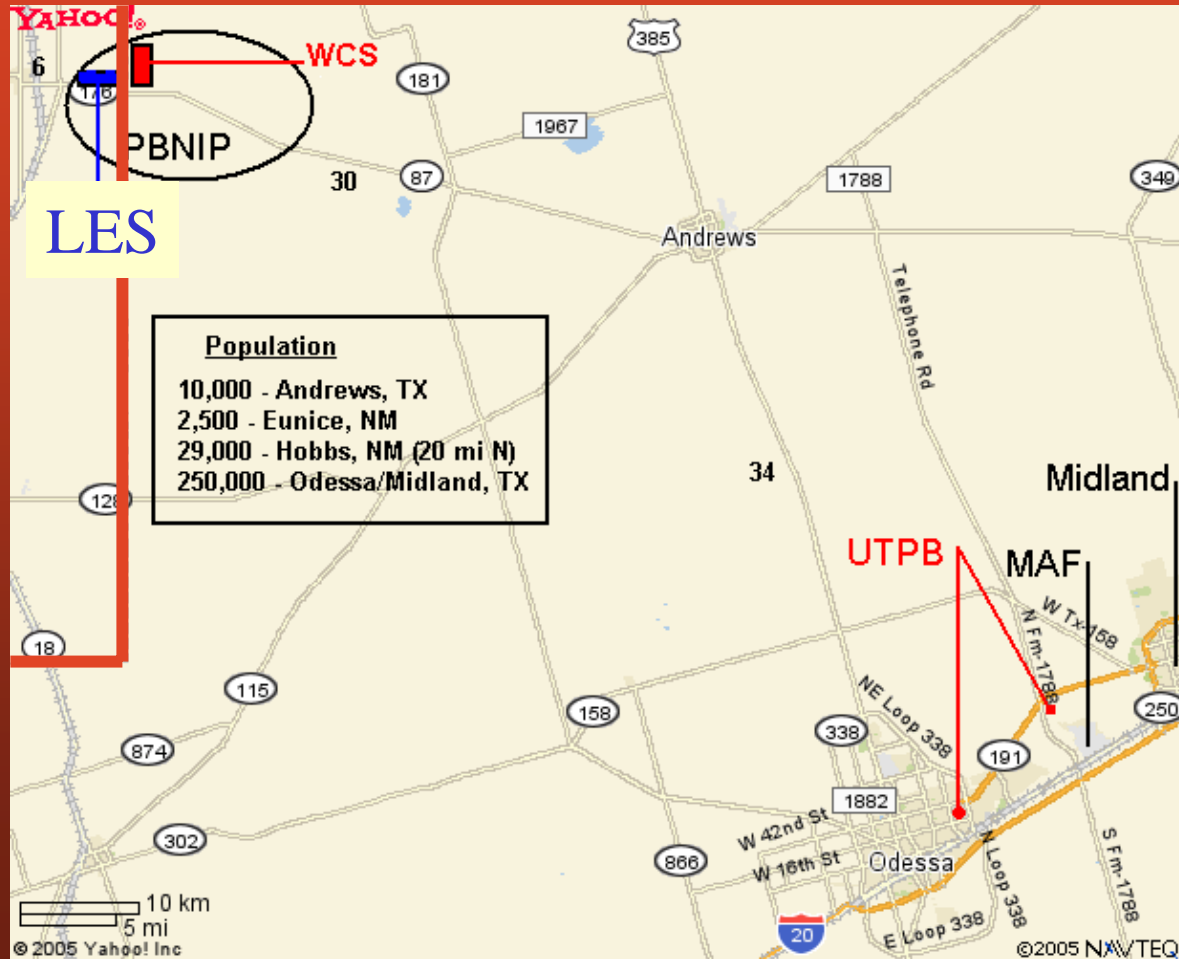 YAHOO!®
385
6
WCS
181
176
1967
PBNIP
30
87
1788
349
LES
Andrews
Telephone Rd
Population
10,000 - Andrews, TX
2,500 - Eunice, NM
29,000 - Hobbs, NM (20 mi N)
250,000 - Odessa/Midland, TX
34
Midland
128
UTPB
MAF
W Tx-158
N Fm-1788
18
115
158
NE Loop 338
250
338
874
191
1882
302
W 42nd St
866
W 16th St
Odessa
N Loop 338
S Fm-1788
10 km
5 mi
20
E Loop 338
© 2005 Yahoo! Inc
©2005 NAVTEQ